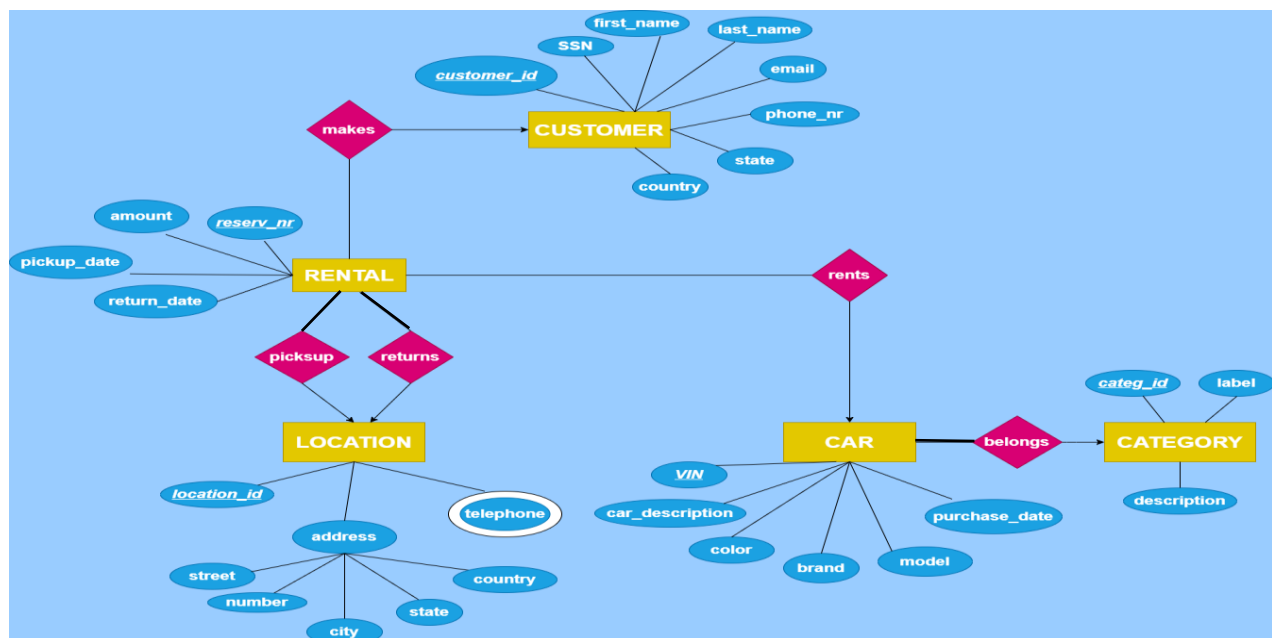 first_name
last_name
SSN
customer_id
email
phone_nr
makes
CUSTOMER
state
country
amount
reserv_nr
pickup_date
RENTAL
rents
return_date
picksup
returns
categ_id
label
LOCATION
CAR
belongs
CATEGORY
location_id
VIN
telephone
car_description
purchase_date
description
address
color
model
brand
street
country
number
state
city